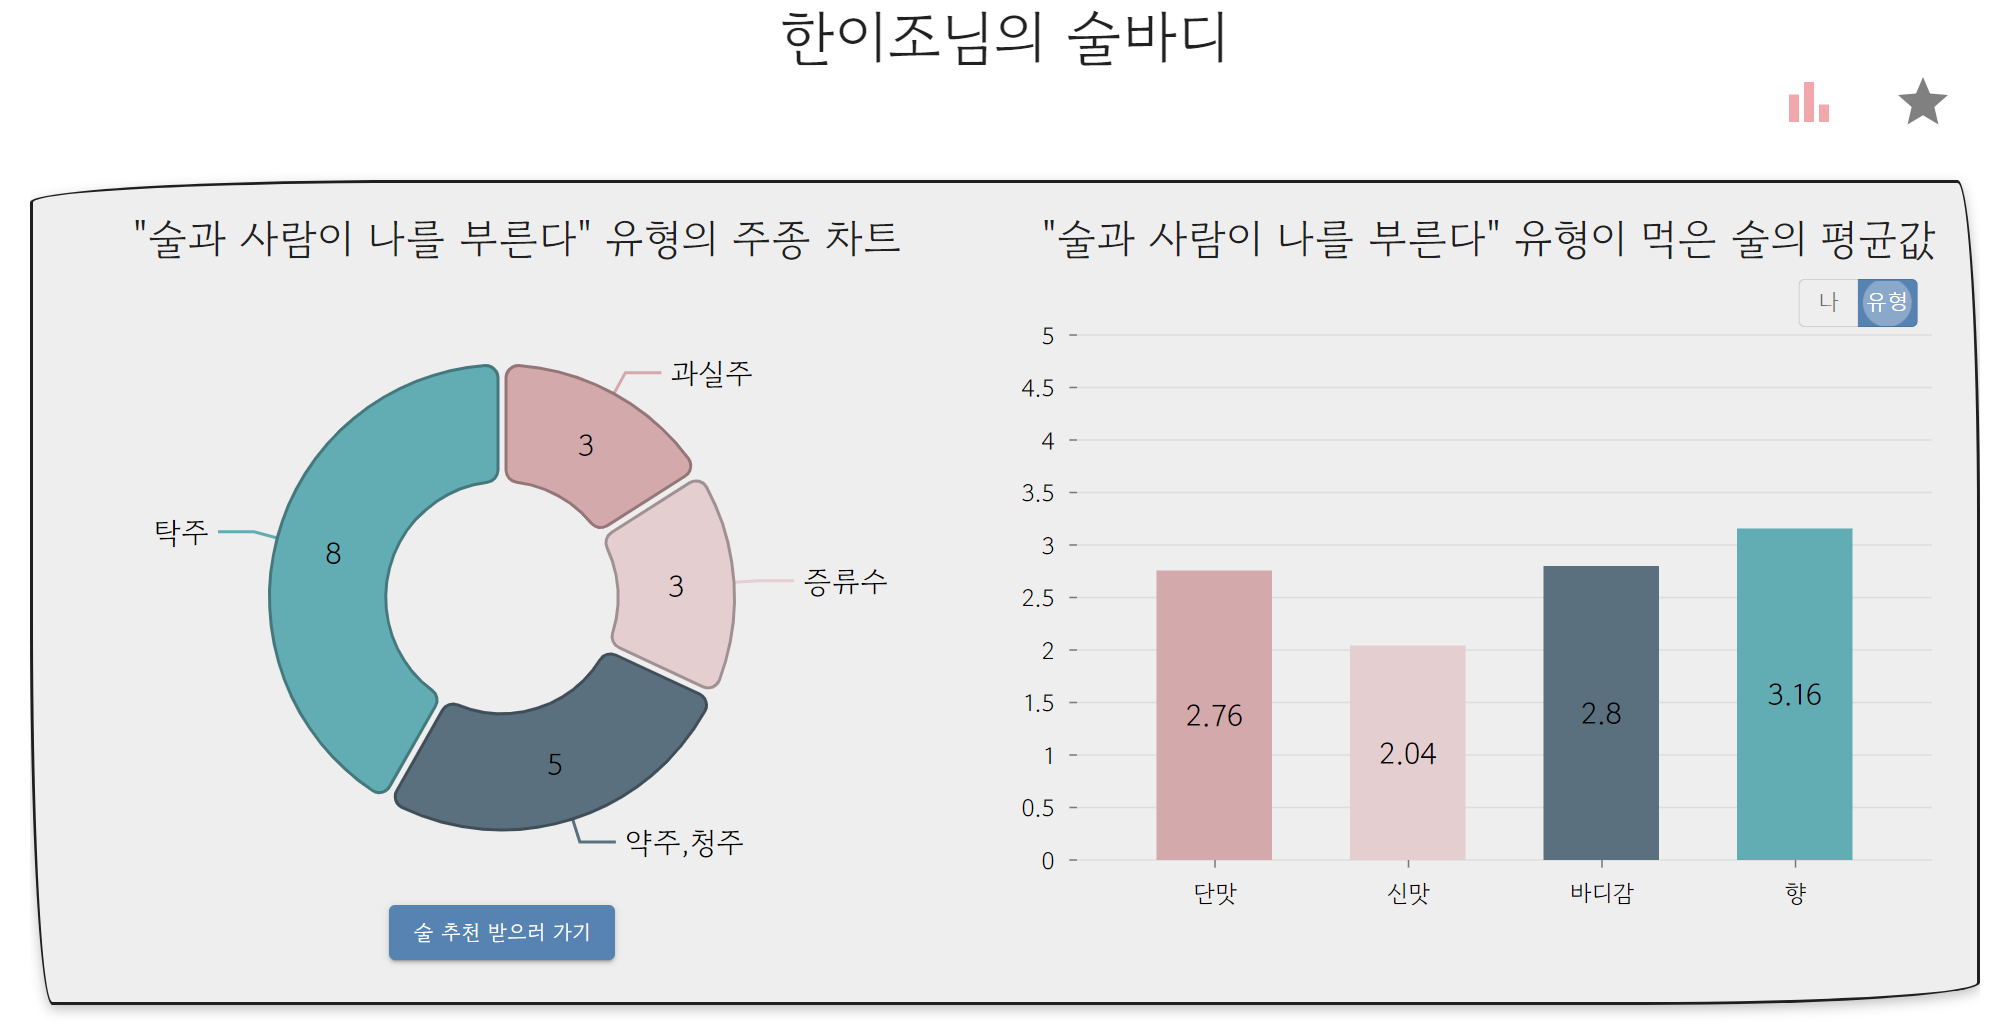 한이조님의 술바디
"술과 사람이 나를 부른다" 유형의 주종 차트
과실주
3
증류수
3
탁주
8
약주,청주
5
술 추천 받으러 가기
"술과 사람이 나를 부른다" 유형이 먹은 술의 평균값
나 유형
5
4.5
4
3.5
3
2.5
2
1.5
1
0.5
0
2.76
2.04
2.8
3.16
단맛 신맛 바디감 향